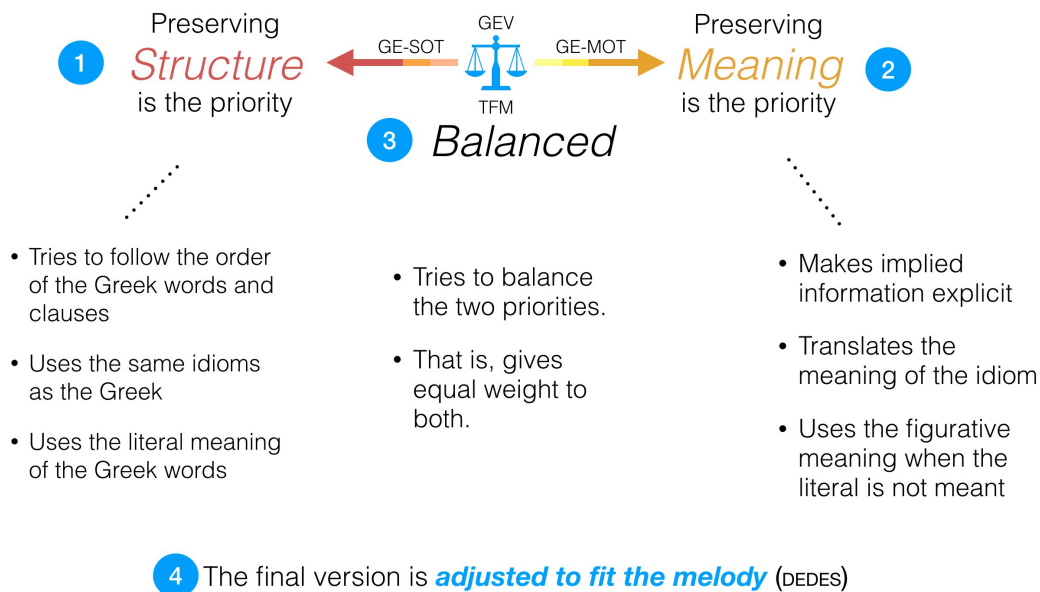 1
Preserving
Structure
is the priority
GE-SOT
GEV
TFM
GE-MOT
Preserving
Meaning
is the priority
2
3 Balanced
• Tries to follow the order
of the Greek words and
clauses
• Uses the same idioms
as the Greek
• Uses the literal meaning
of the Greek words
• Tries to balance
the two priorities.
• That is, gives
equal weight to
both.
• Makes implied
information explicit
• Translates the
meaning of the idiom
• Uses the figurative
meaning when the
literal is not meant
4 The final version is adjusted to fit the melody (DEDES)